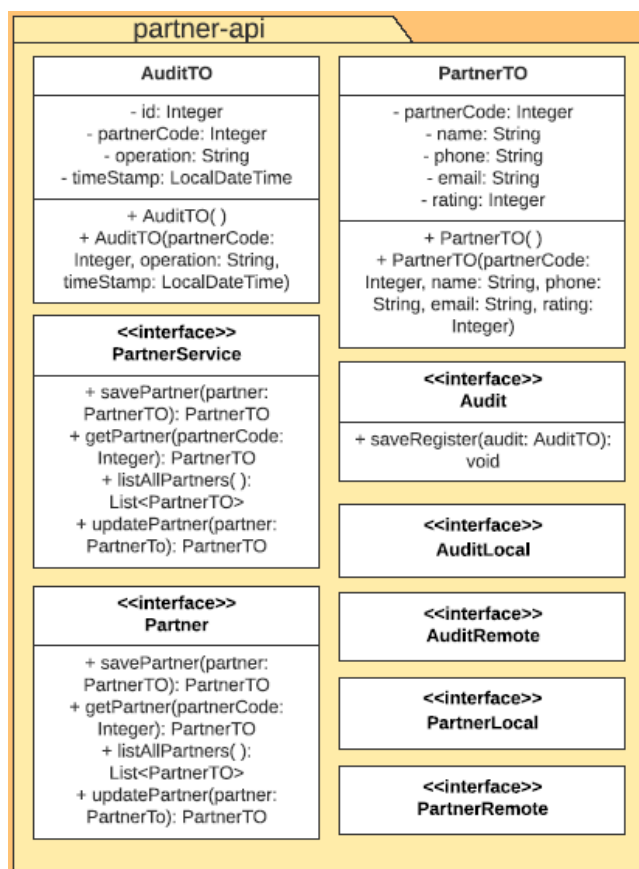 partner-api
AuditTO
- id: Integer
- partnerCode: Integer
- operation: String
- timeStamp: LocalDateTime
+ AuditTO( )
+ AuditTO(partnerCode:
Integer, operation: String,
timeStamp: LocalDateTime)
<<interface>>
PartnerService
+ savePartner(partner:
PartnerTO): PartnerTO
+ getPartner(partnerCode:
Integer): PartnerTO
+ listAllPartners( ):
List<PartnerTO>
+ updatePartner(partner:
PartnerTo): PartnerTO
<<interface>>
Partner
+ savePartner(partner:
PartnerTO): PartnerTO
+ getPartner(partnerCode:
Integer): PartnerTO
+ listAllPartners( ):
List<PartnerTO>
+ updatePartner(partner:
PartnerTo): PartnerTO
PartnerTO
- partnerCode: Integer
- name: String
- phone: String
- email: String
- rating: Integer
+ PartnerTO( )
+ PartnerTO(partnerCode:
Integer, name: String, phone:
String, email: String, rating:
Integer)
<<interface>>
Audit
+ saveRegister(audit: AuditTO):
void
<<interface>>
AuditLocal
<<interface>>
AuditRemote
<<interface>>
PartnerLocal
<<interface>>
PartnerRemote